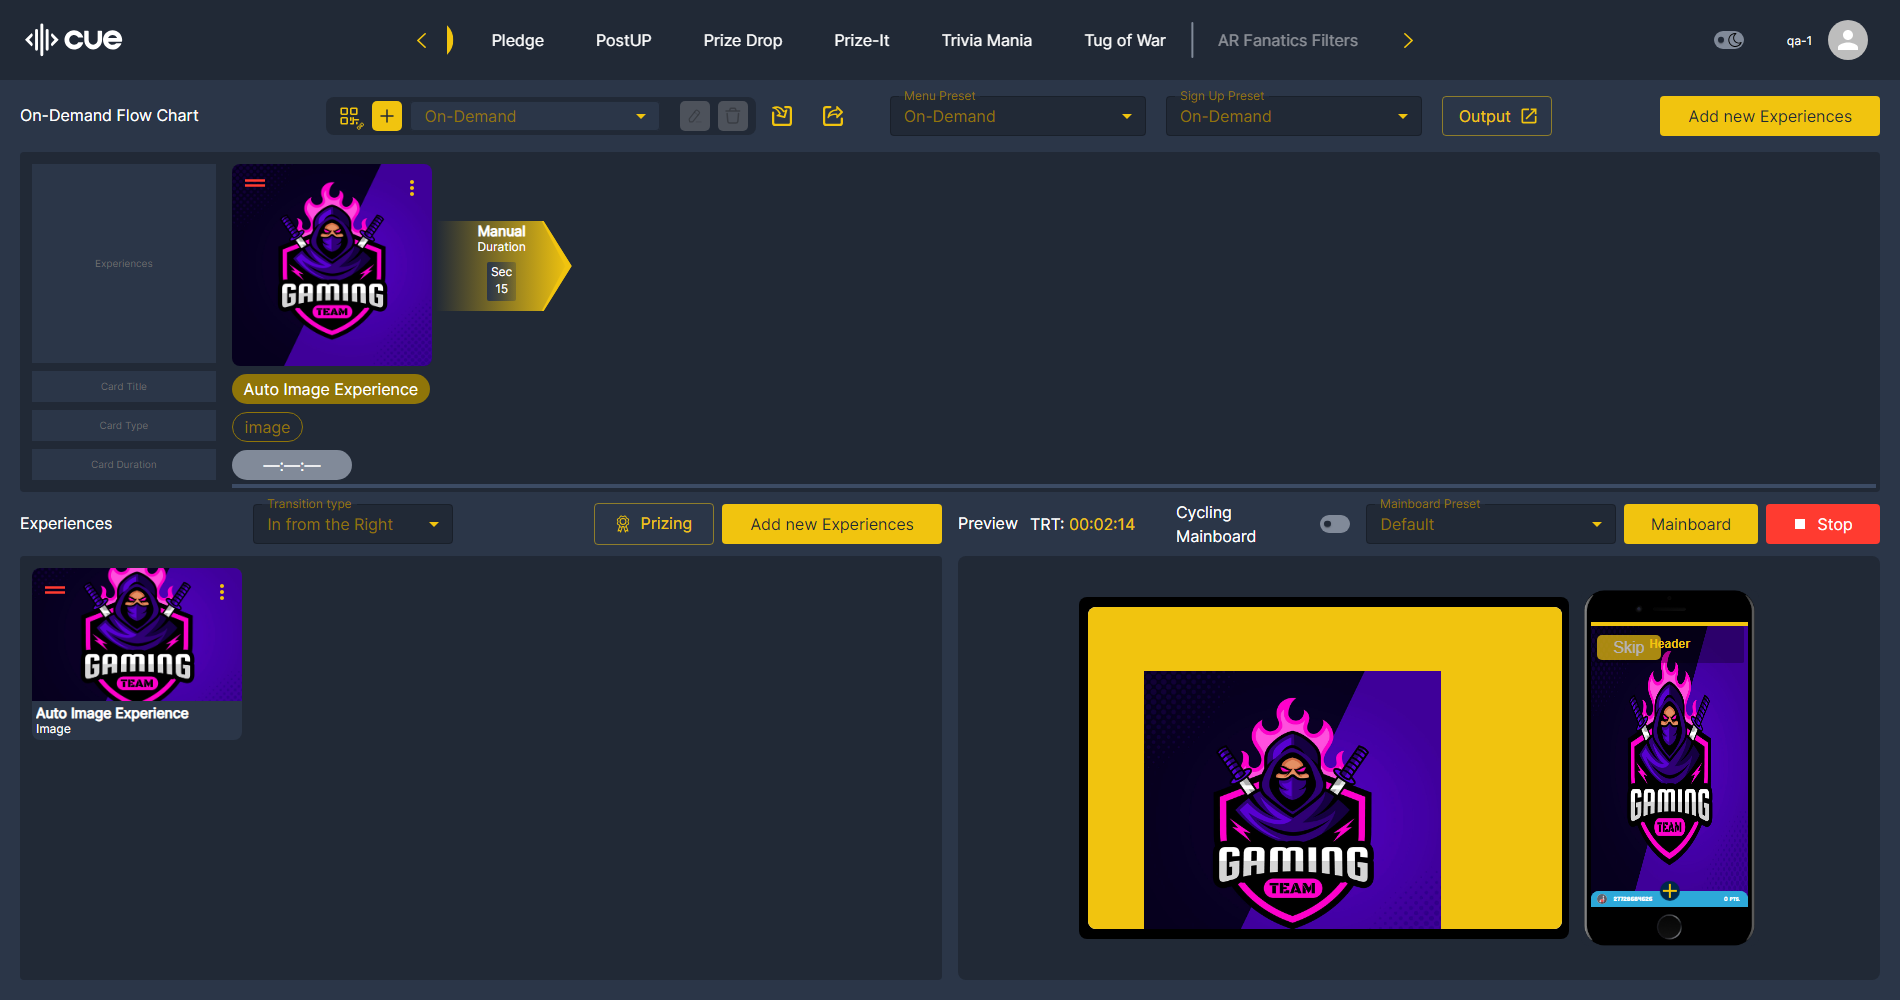 cue
Pledge
PostUP
Prize Drop
Prize-It
Trivia Mania
Tug of War
AR Fanatics Filters
qa-1
On-Demand Flow Chart
On-Demand
Menu Preset
On-Demand
Sign Up Preset
On-Demand
Output
Add new Experiences
Experiences
Card Title
Card Type
Card Duration
GAMING
TEAM
Manual
Duration
Sec
15
Auto Image Experience
image
—:—:—
Experiences
Transition type
In from the Right
Prizing
Add new Experiences
Preview
TRT: 00:02:14
Cycling
Mainboard
Mainboard Preset
Default
Mainboard
Stop
GAMING
TEAM
Auto Image Experience
Image
GAMING
TEAM
Skip
Header
GAMING
TEAM
0 PTS.